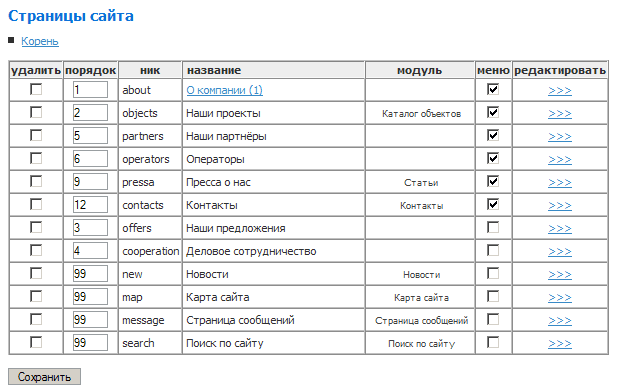 Страницы сайта
Корень
удалить порядок ник название модуль меню редактировать
1 about О компании (1) >>>
2 objects Наши проекты Каталог объектов >>>
5 partners Наши партнёры >>>
6 operators Операторы >>>
9 pressa Пресса о нас Статьи >>>
12 contacts Контакты Контакты >>>
3 offers Наши предложения >>>
4 cooperation Деловое сотрудничество >>>
99 new Новости Новости >>>
99 map Карта сайта Карта сайта >>>
99 message Страница сообщений Страница сообщений >>>
99 search Поиск по сайту Поиск по сайту >>>
Сохранить